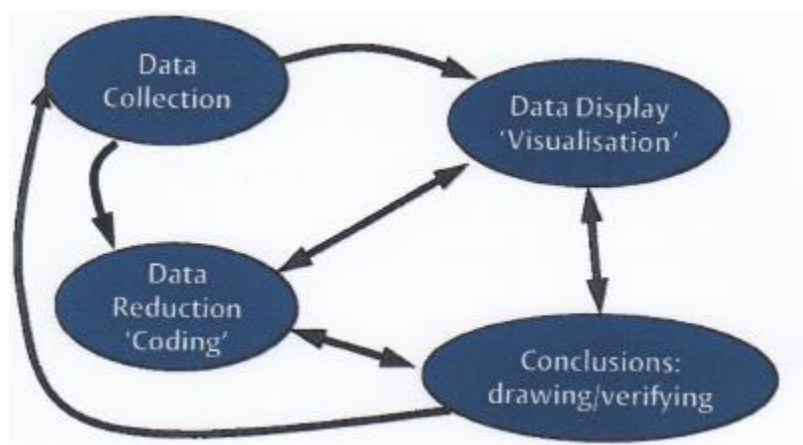 Data
Collection
Data Display
'Visualisation'
Data
Reduction
'Coding'
Conclusions:
drawing/verifying